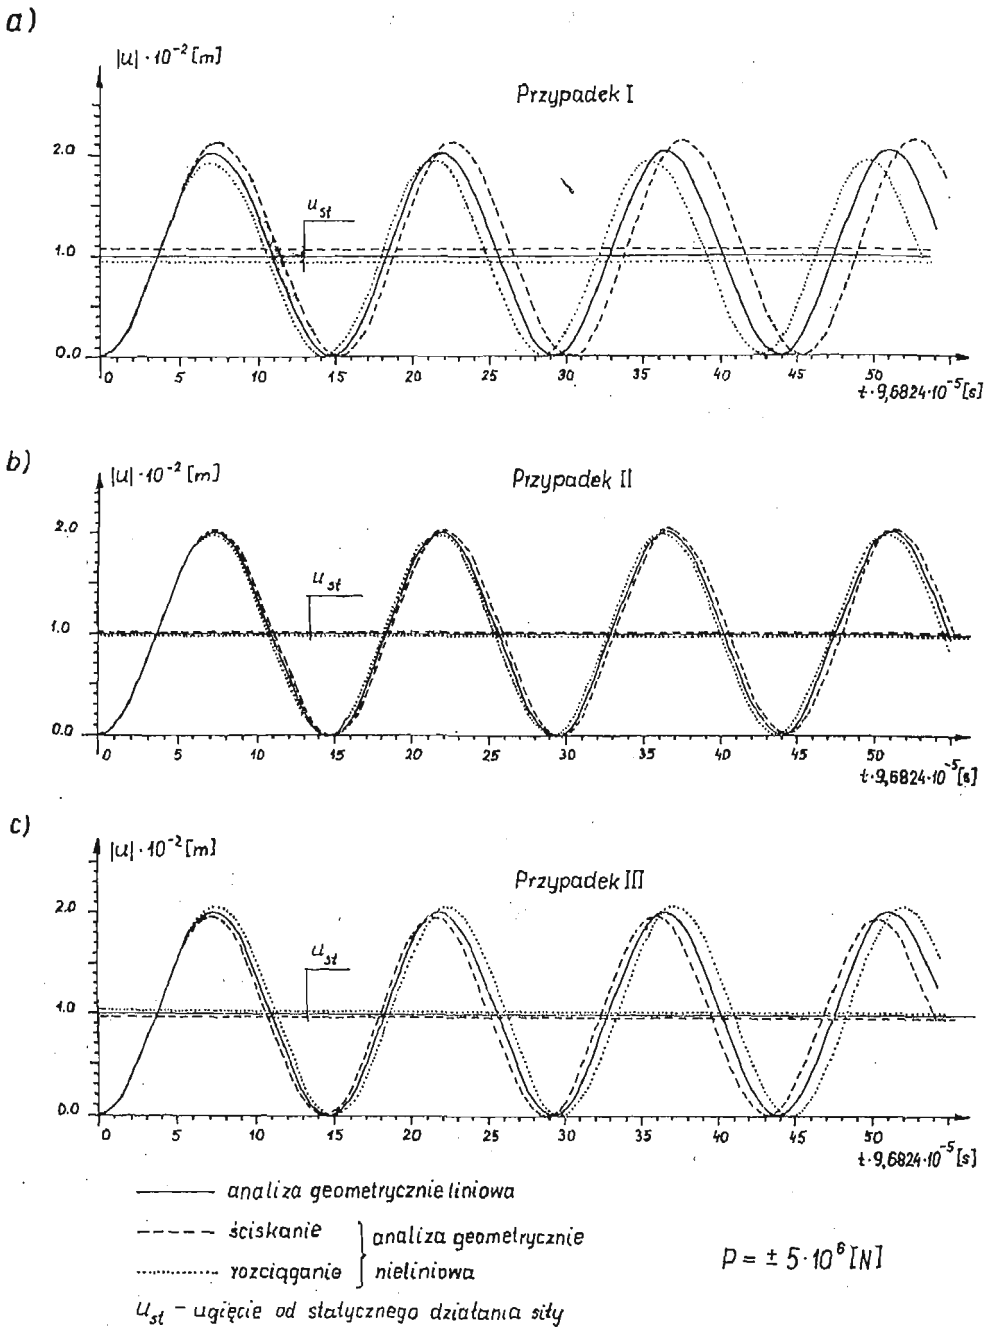 a)
|u|·10⁻² [m]
Przypadek I
2.0
u_st
1.0
0.0
0 5 10 15 20 25 30 35 40 45 50
t·9,6824·10⁻⁵ [s]
b)
|u|·10⁻² [m]
Przypadek II
2.0
u_st
1.0
0.0
0 5 10 15 20 25 30 35 40 45 50
t·9,6824·10⁻⁵ [s]
c)
|u|·10⁻² [m]
Przypadek III
2.0
u_st
1.0
0.0
0 5 10 15 20 25 30 35 40 45 50
t·9,6824·10⁻⁵ [s]
analiza geometrycznie liniowa
ściskanie
rozciąganie
analiza geometrycznie
nieliniowa
P = ± 5·10⁶ [N]
u_st – ugięcie od statycznego działania siły